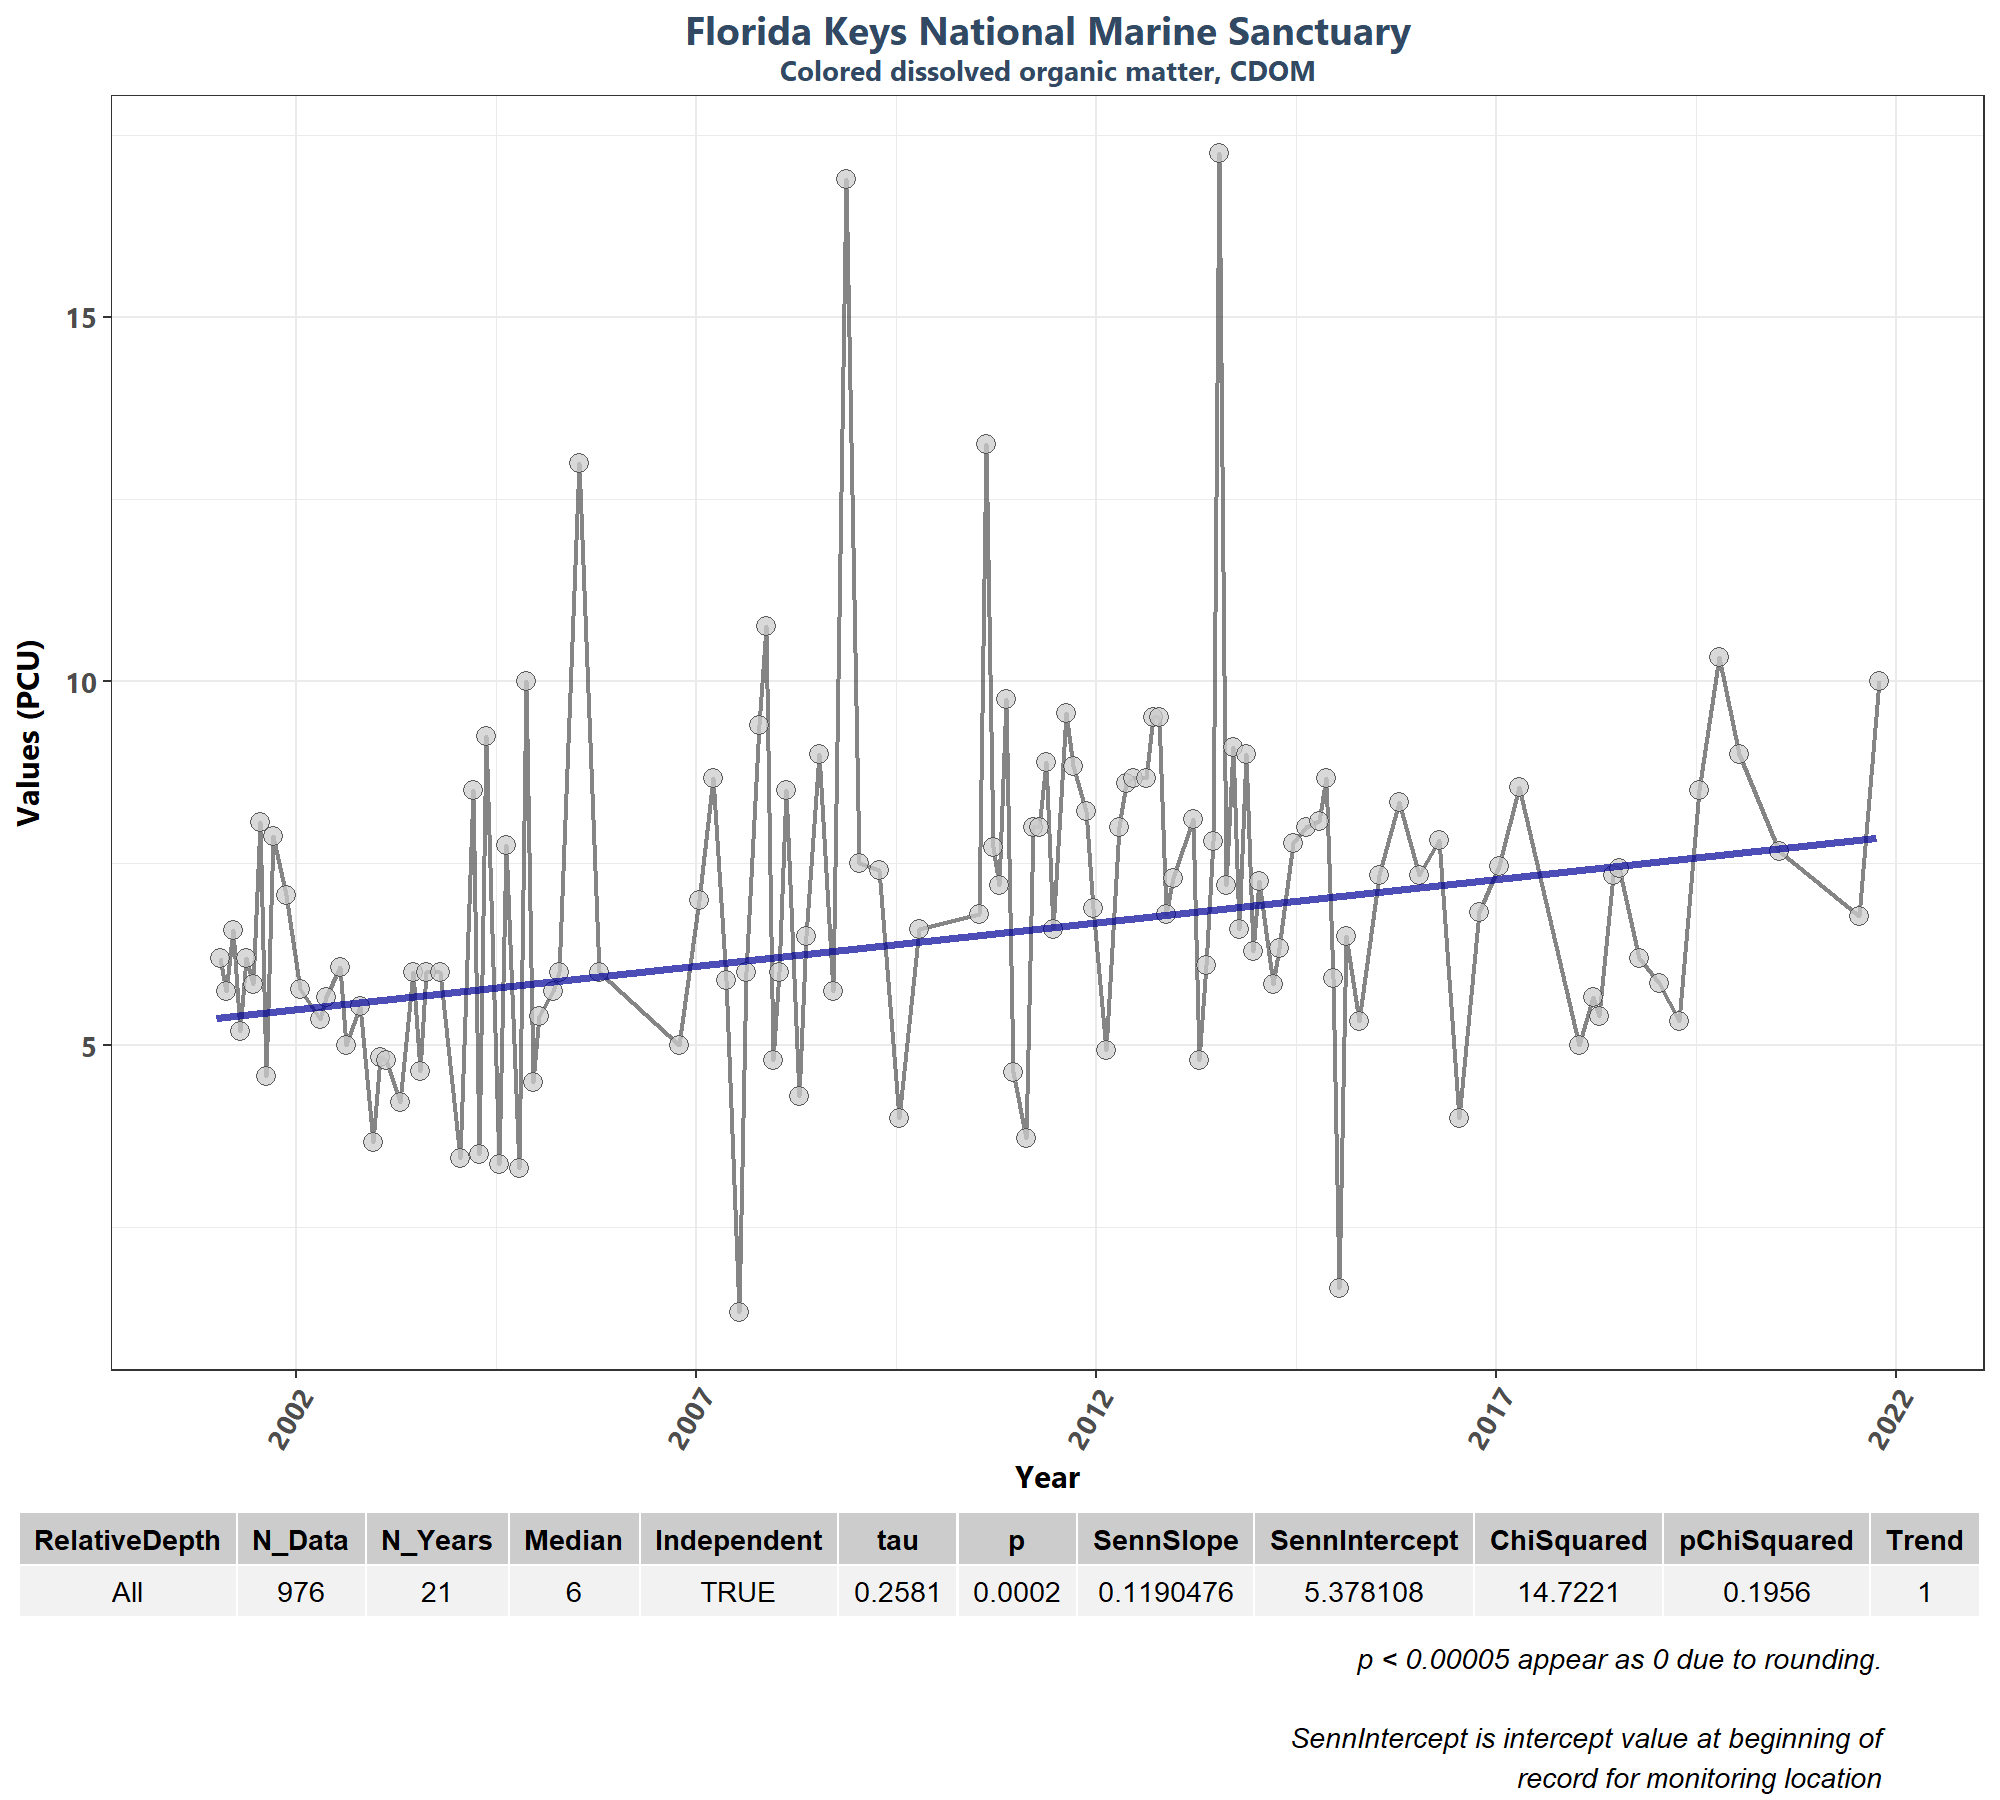 Florida Keys National Marine Sanctuary
Colored dissolved organic matter, CDOM
Values (PCU)
15
10
5
2002
2007
2012
2017
2022
Year
RelativeDepth N_Data N_Years Median Independent tau p SennSlope SennIntercept ChiSquared pChiSquared Trend
All 976 21 6 TRUE 0.2581 0.0002 0.1190476 5.378108 14.7221 0.1956 1
p < 0.00005 appear as 0 due to rounding.
SennIntercept is intercept value at beginning of
record for monitoring location